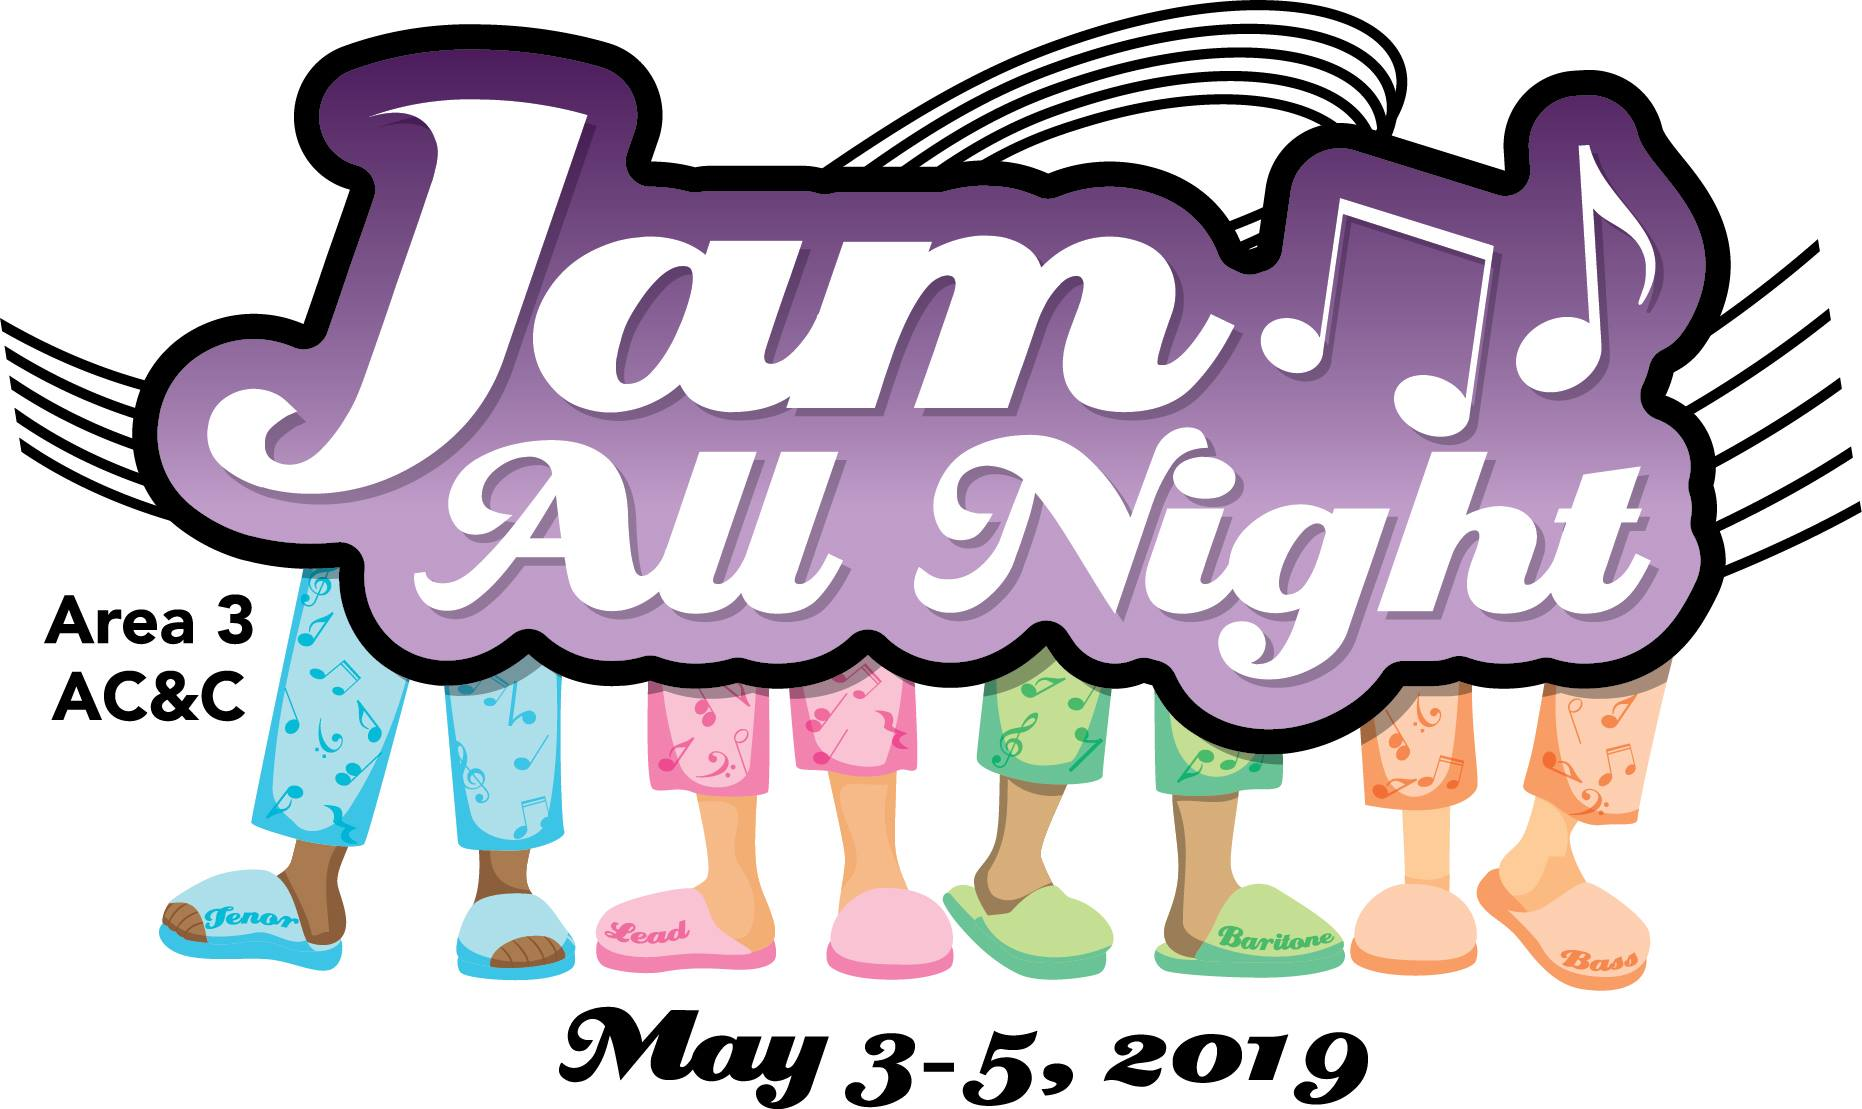 Jam
All Night
Area 3
AC&C
Tenor
Lead
Baritone
Bass
May 3-5, 2019